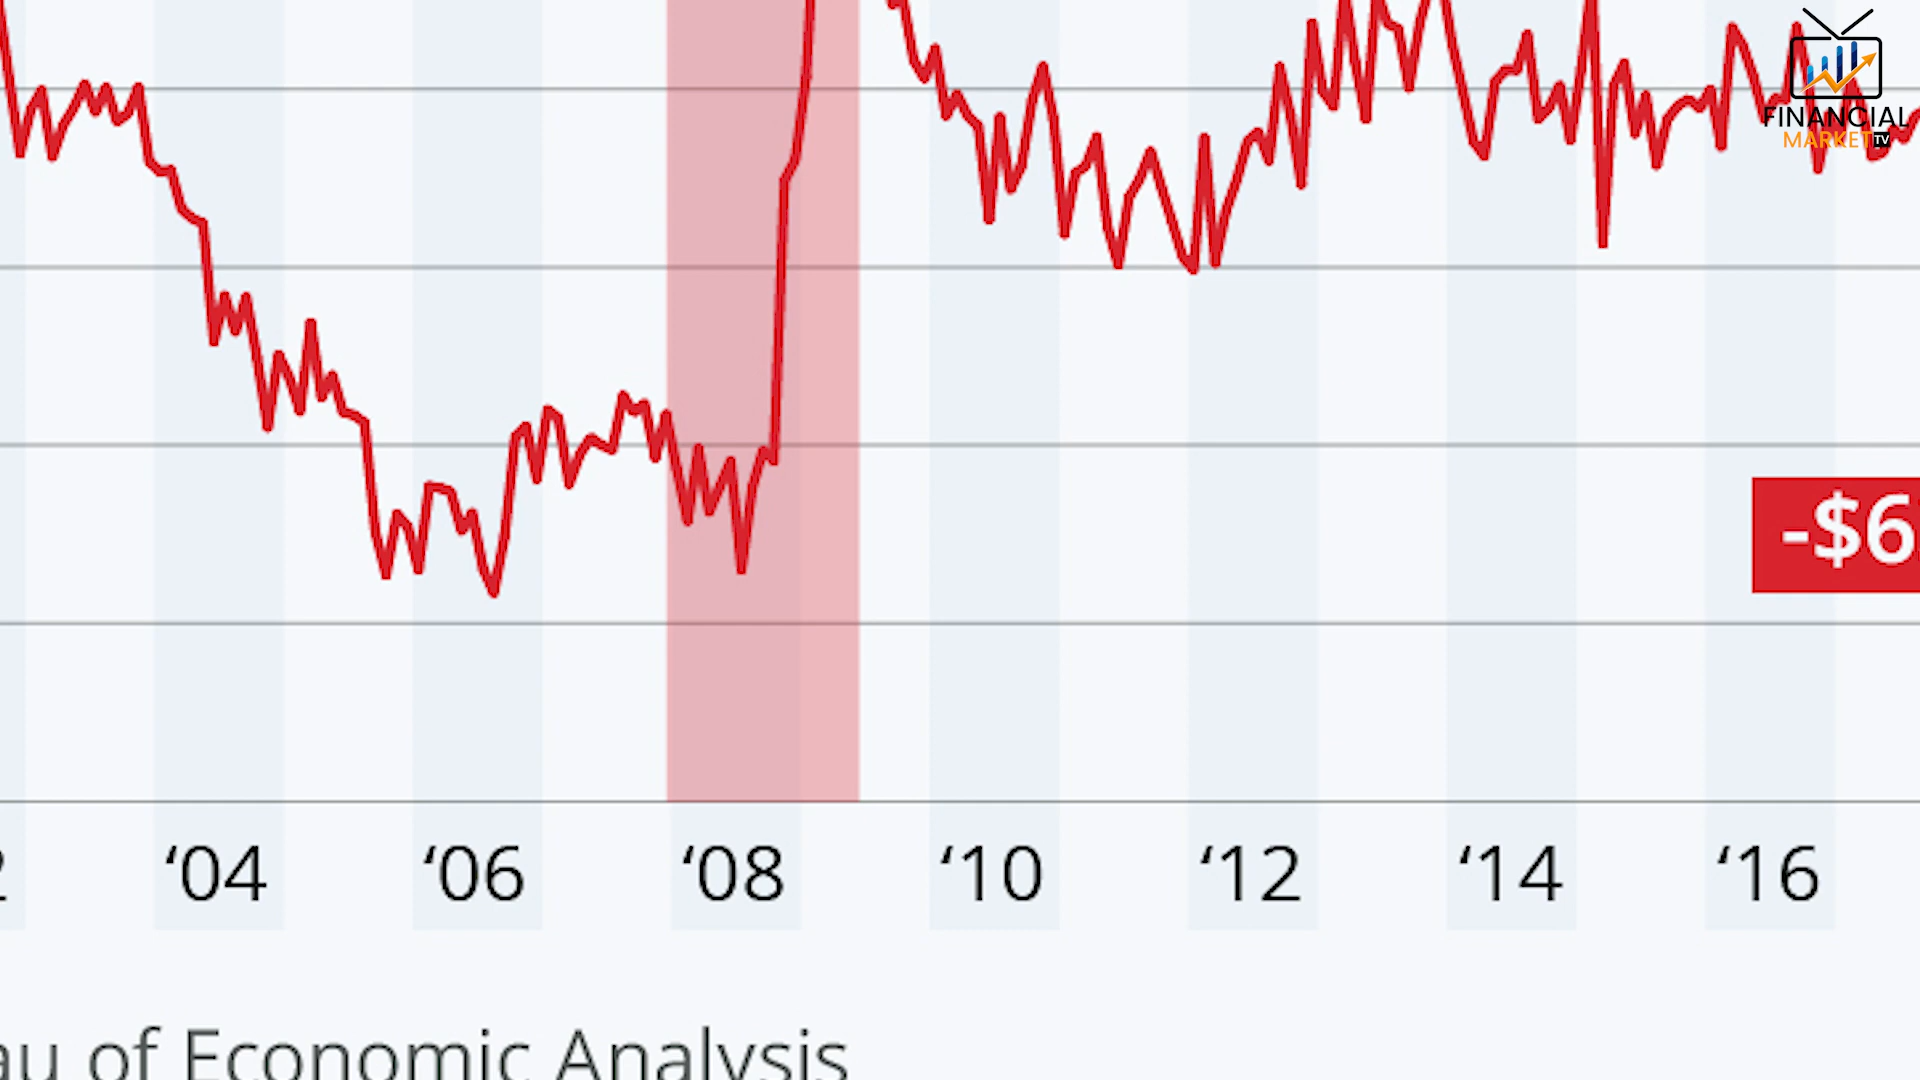 FINANCIAL
MARKET TV
-$6
‘04 ‘06 ‘08 ‘10 ‘12 ‘14 ‘16
of Economic Analysis